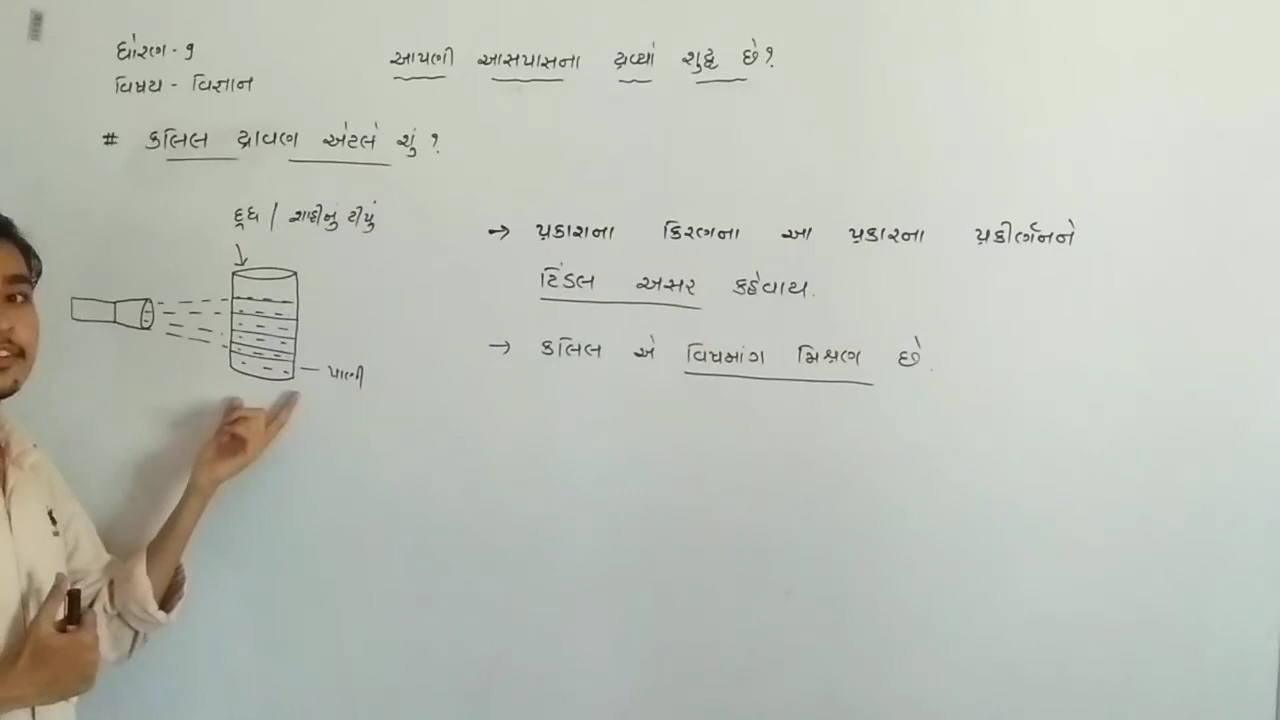 ધોરણ - ૧
વિષય - વિજ્ઞાન
આપણી આસપાસના દ્રવ્યો શુદ્ધ છે?
# કલિલ દ્રાવણ એટલે શું?
દૂધ / શાહીનું ટીપું
પાણી
→ પ્રકાશના કિરણના આ પ્રકારના પ્રકીર્ણનને
ટિંડલ અસર કહેવાય.
→ કલિલ એ વિષમાંગ મિશ્રણ છે.